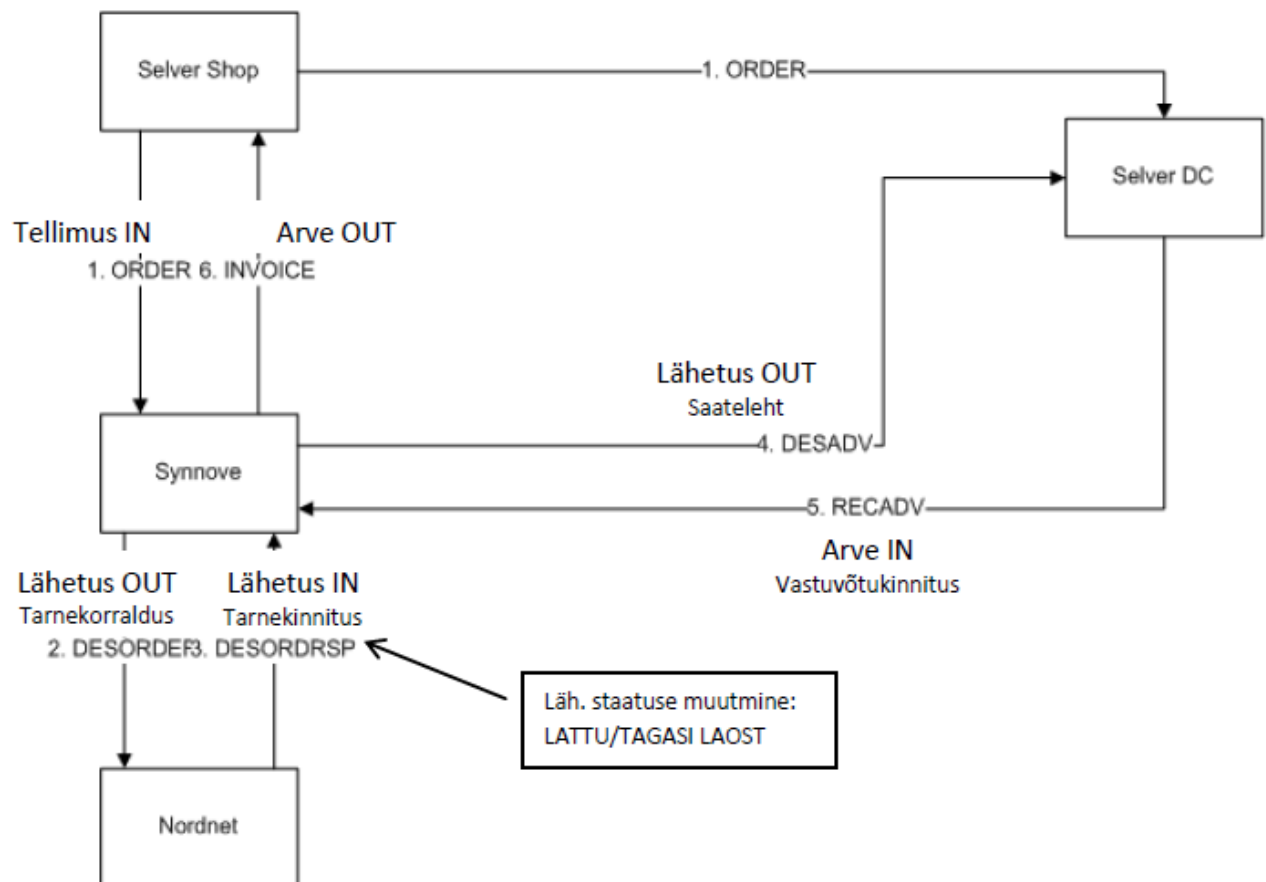 Selver Shop
1. ORDER
Selver DC
Tellimus IN
Arve OUT
1. ORDER
6. INVOICE
Lähetus OUT
Saateleht
4. DESADV
Synnove
5. RECADV
Arve IN
Vastuvõtukinnitus
Lähetus OUT
Tarnekorraldus
Lähetus IN
Tarnekinnitus
2. DESORDER
3. DESORDRSP
Läh. staatuse muutmine:
LATTU/TAGASI LAOST
Nordnet